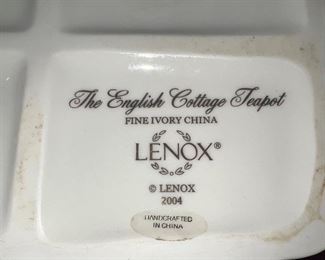 The English Cottage Teapot
FINE IVORY CHINA
LENOX®
© LENOX
2004
HANDCRAFTED
IN CHINA